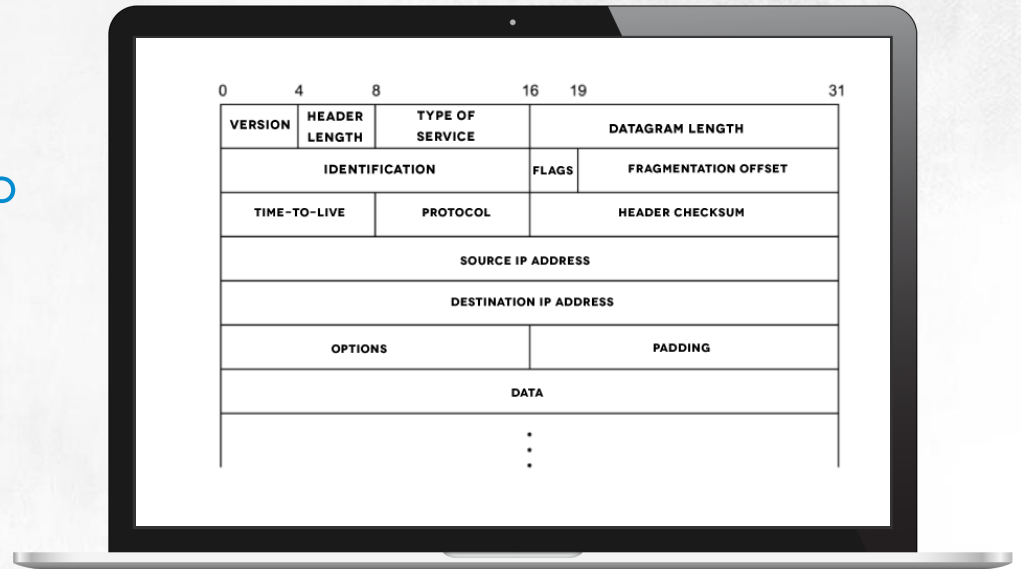 0 4 8 16 19 31
VERSION HEADER LENGTH TYPE OF SERVICE DATAGRAM LENGTH
IDENTIFICATION FLAGS FRAGMENTATION OFFSET
TIME-TO-LIVE PROTOCOL HEADER CHECKSUM
SOURCE IP ADDRESS
DESTINATION IP ADDRESS
OPTIONS PADDING
DATA